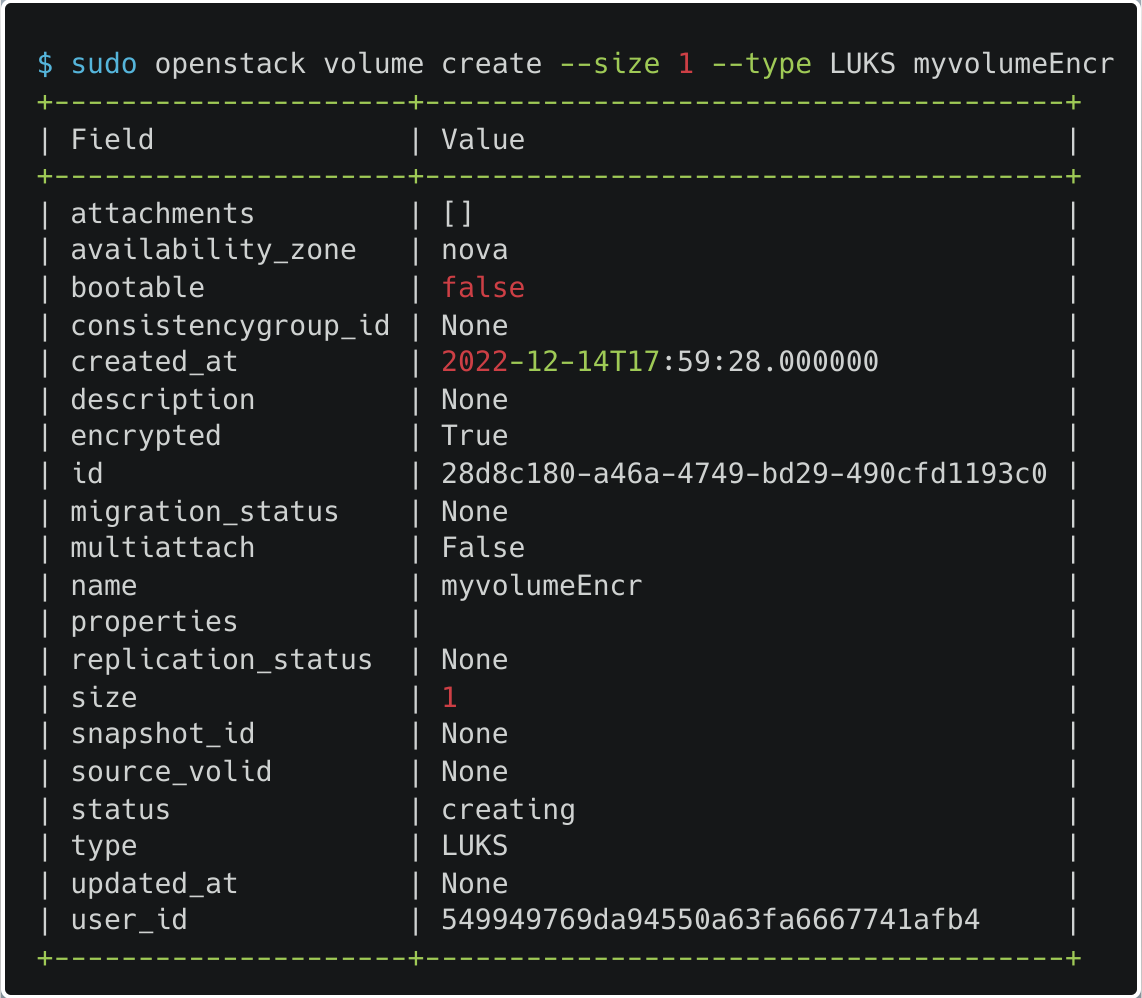 $ sudo openstack volume create --size 1 --type LUKS myvolumeEncr
+---------------------+--------------------------------------+
| Field               | Value                                |
+---------------------+--------------------------------------+
| attachments         | []                                   |
| availability_zone   | nova                                 |
| bootable            | false                                |
| consistencygroup_id | None                                 |
| created_at          | 2022-12-14T17:59:28.000000           |
| description         | None                                 |
| encrypted           | True                                 |
| id                  | 28d8c180-a46a-4749-bd29-490cfd1193c0 |
| migration_status    | None                                 |
| multiattach         | False                                |
| name                | myvolumeEncr                         |
| properties          |                                      |
| replication_status  | None                                 |
| size                | 1                                    |
| snapshot_id         | None                                 |
| source_volid        | None                                 |
| status              | creating                             |
| type                | LUKS                                 |
| updated_at          | None                                 |
| user_id             | 549949769da94550a63fa6667741afb4     |
+---------------------+--------------------------------------+